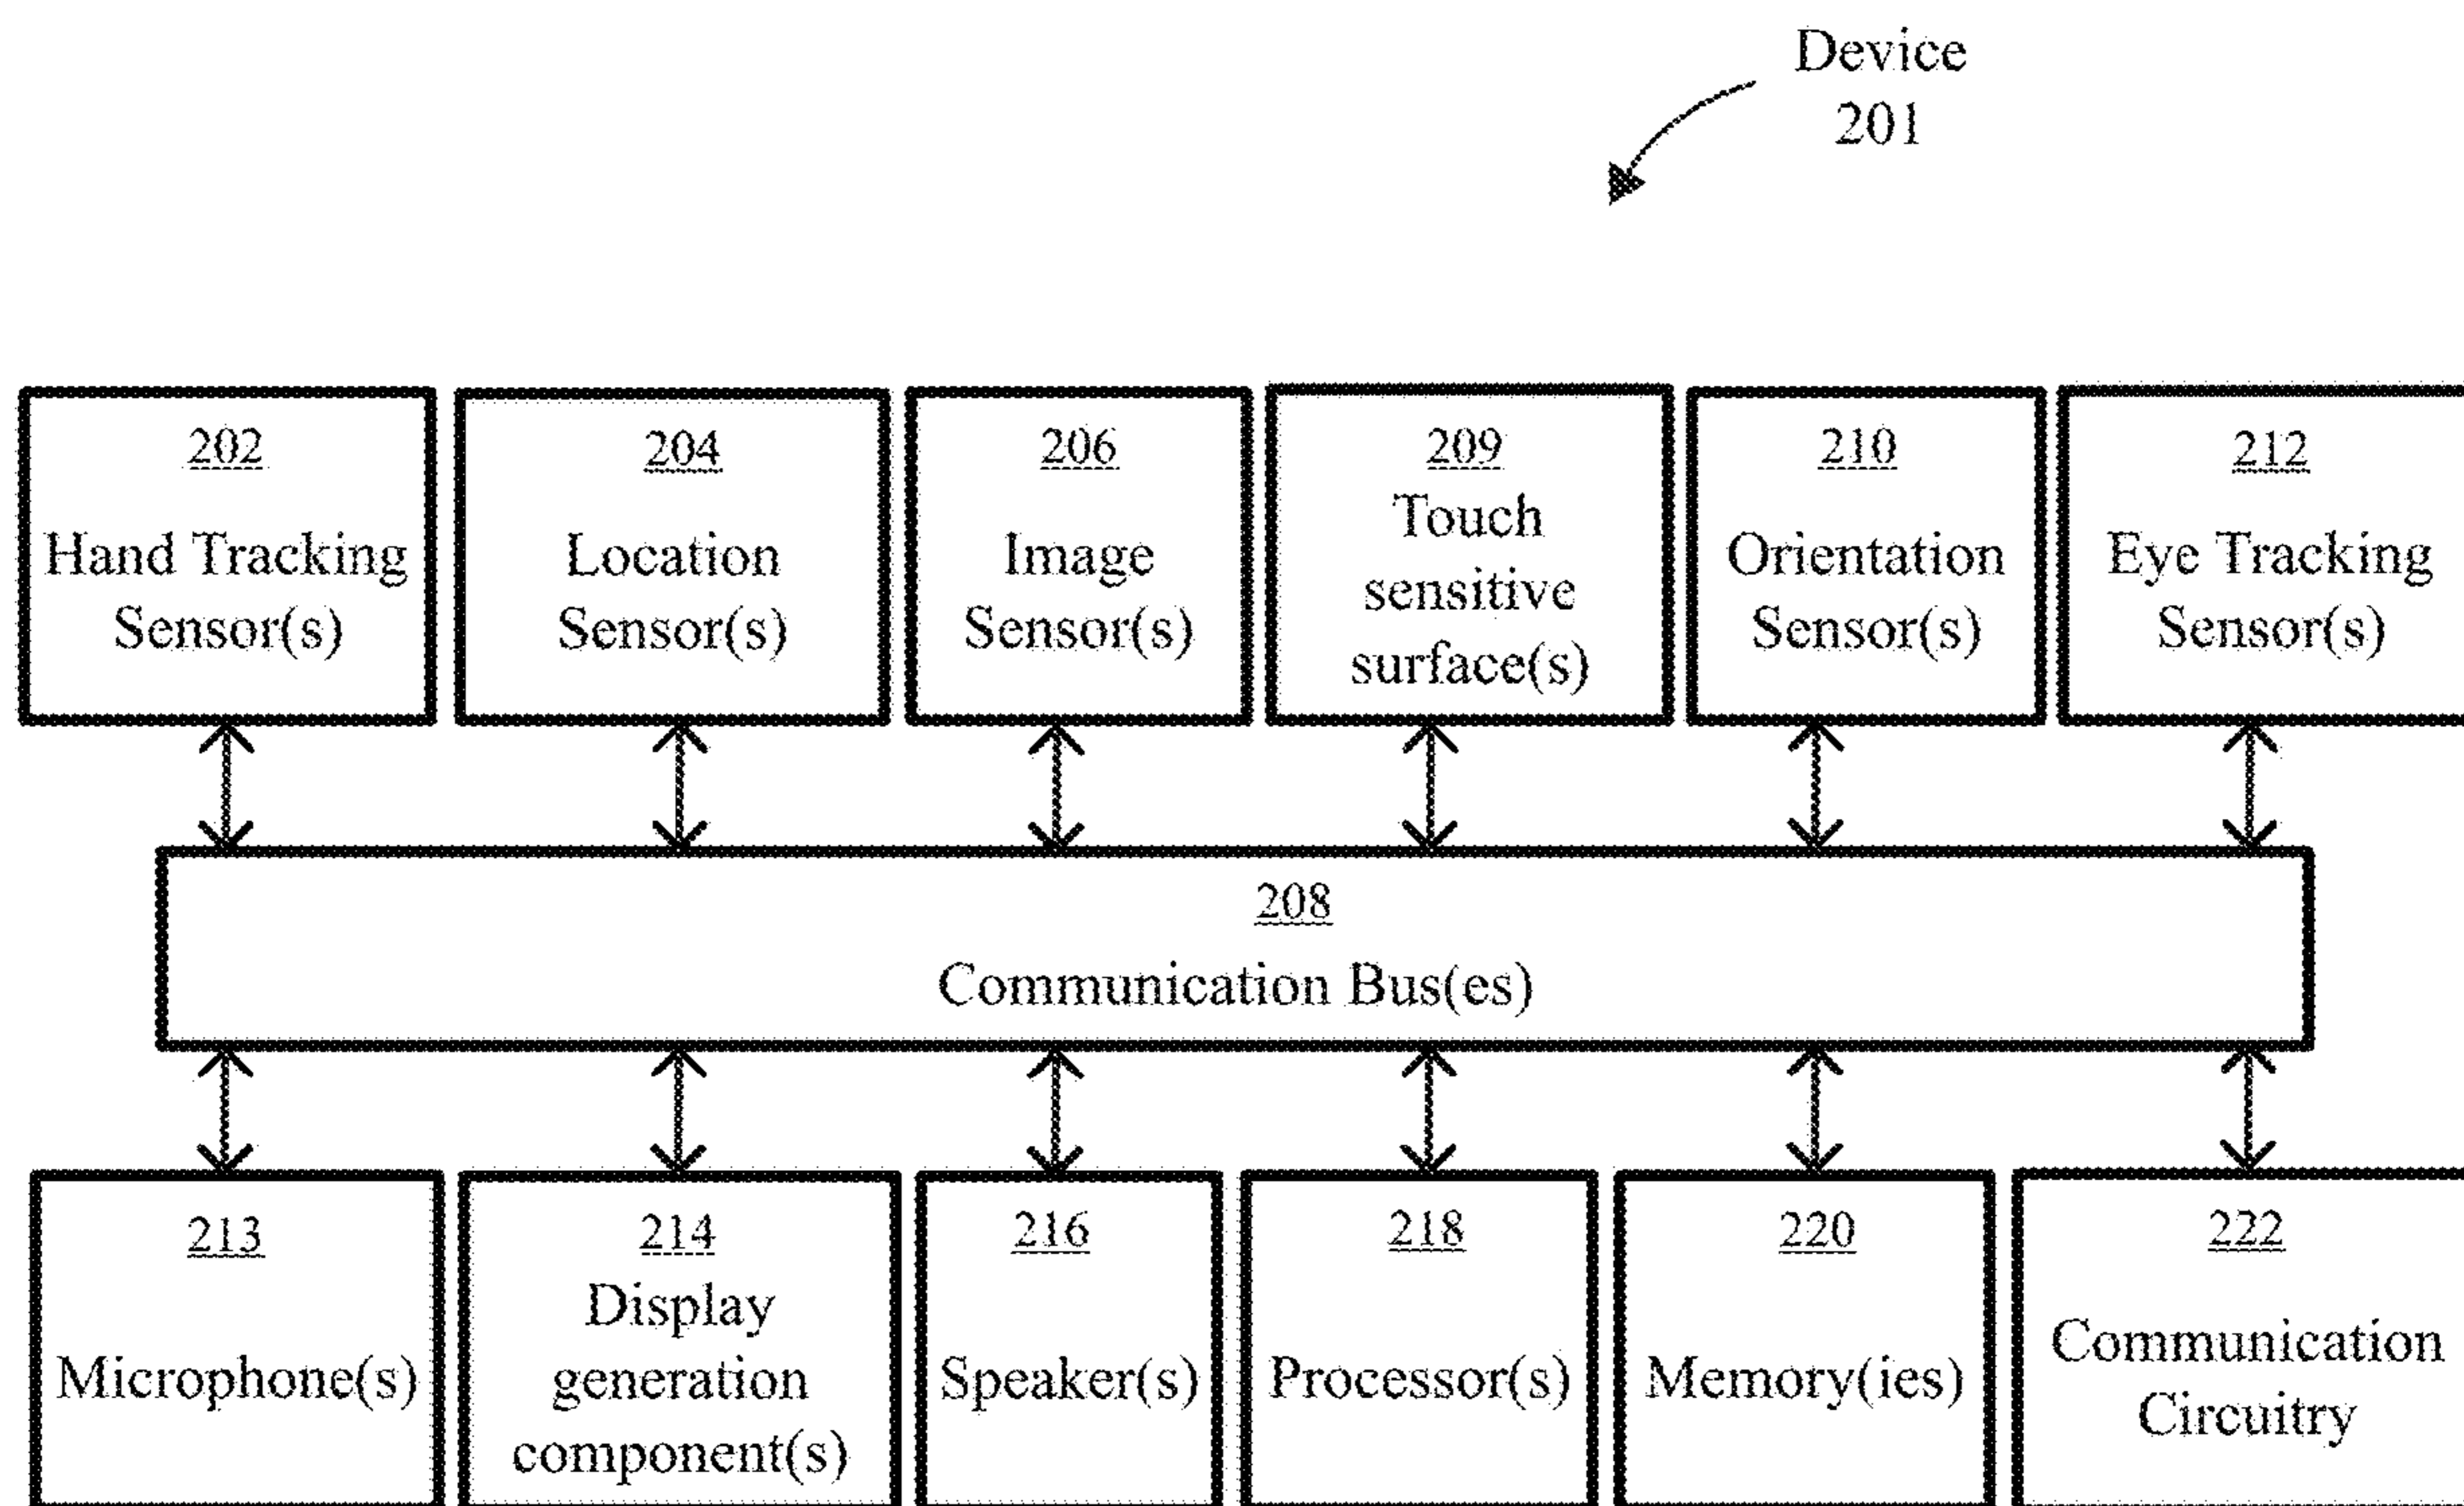 Device
201
202
Hand Tracking
Sensor(s)
204
Location
Sensor(s)
206
Image
Sensor(s)
209
Touch
sensitive
surface(s)
210
Orientation
Sensor(s)
212
Eye Tracking
Sensor(s)
208
Communication Bus(es)
213
Microphone(s)
214
Display
generation
component(s)
216
Speaker(s)
218
Processor(s)
220
Memory(ies)
222
Communication
Circuitry